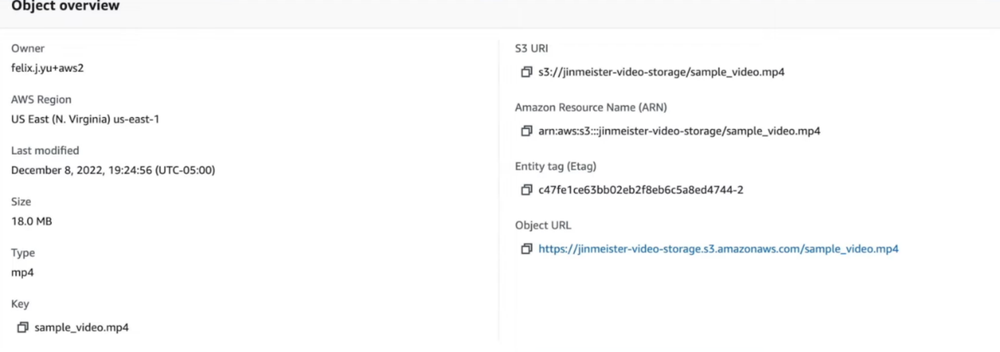 Object overview
Owner
felix.j.yu+aws2
AWS Region
US East (N. Virginia) us-east-1
Last modified
December 8, 2022, 19:24:56 (UTC-05:00)
Size
18.0 MB
Type
mp4
Key
sample_video.mp4
S3 URI
s3://jinmeister-video-storage/sample_video.mp4
Amazon Resource Name (ARN)
arn:aws:s3:::jinmeister-video-storage/sample_video.mp4
Entity tag (Etag)
c47fe1ce63bb02eb2f8eb6c5a8ed4744-2
Object URL
https://jinmeister-video-storage.s3.amazonaws.com/sample_video.mp4